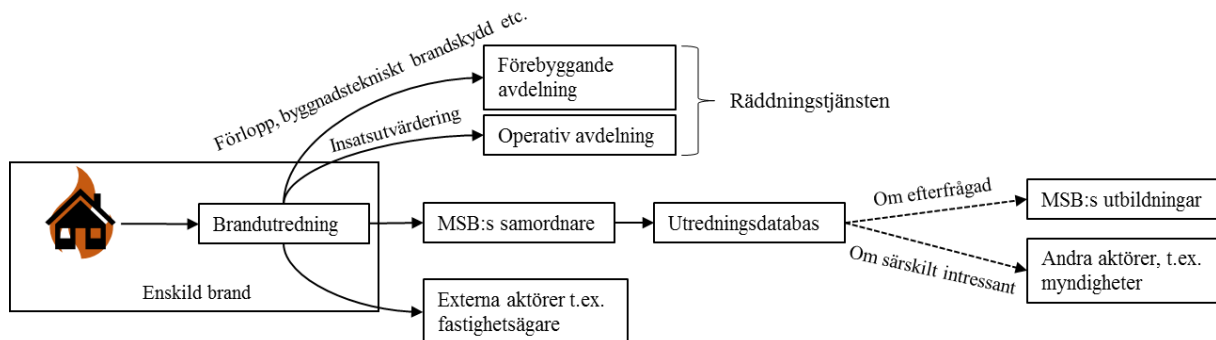 Förlopp, byggnadstekniskt brandskydd etc.
Insatsutvärdering
Förebyggande
avdelning
Operativ avdelning
Räddningstjänsten
Brandutredning
Enskild brand
MSB:s samordnare
Utredningsdatabas
Externa aktörer t.ex.
fastighetsägare
Om efterfrågad
Om särskilt intressant
MSB:s utbildningar
Andra aktörer, t.ex.
myndigheter